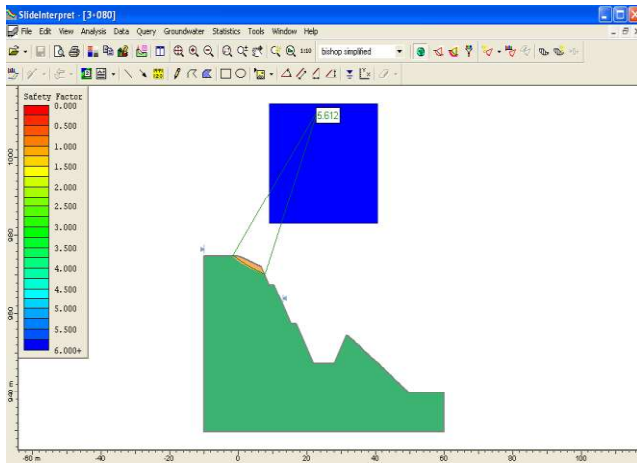 SlideInterpret - [3+080]
File Edit View Analysis Data Query Groundwater Statistics Tools Window Help
1:10 bishop simplified
Safety Factor
0.000
0.500
1.000
1.500
2.000
2.500
3.000
3.500
4.000
4.500
5.000
5.500
6.000+
5.612
1000
980
960
940 m
-60 m -40 -20 0 20 40 60 80 100